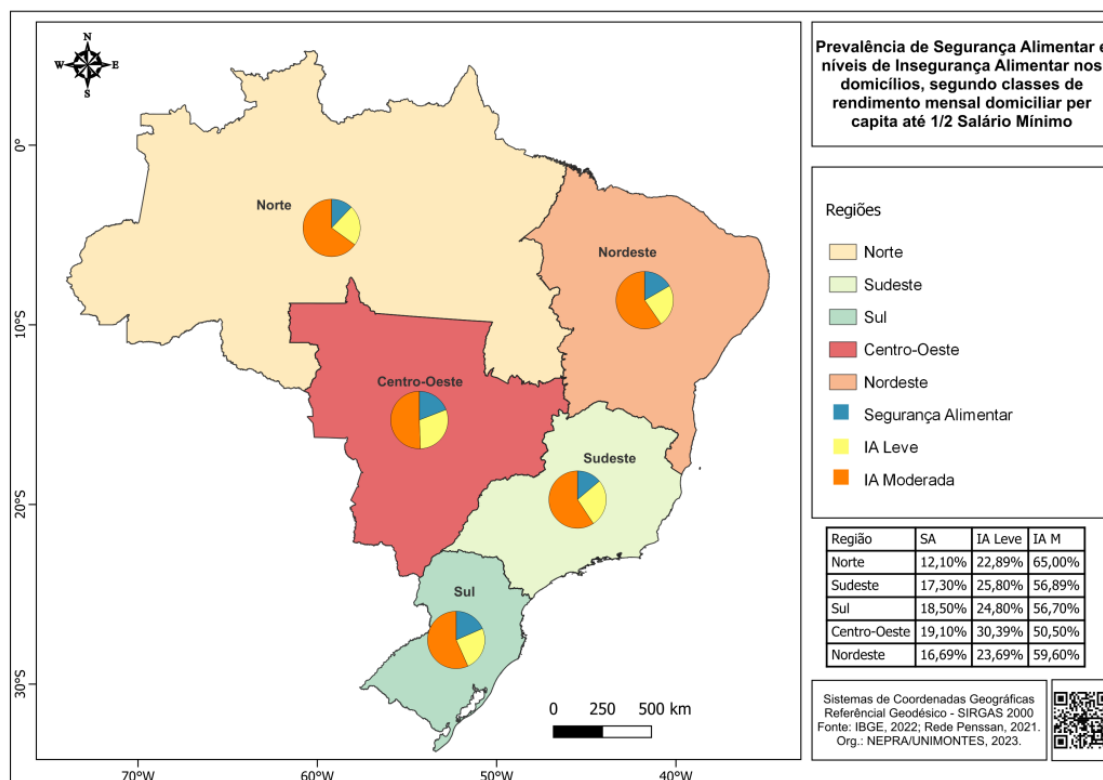 Prevalência de Segurança Alimentar e
níveis de Insegurança Alimentar nos
domicílios, segundo classes de
rendimento mensal domiciliar per
capita até 1/2 Salário Mínimo
N
W E
S
0°
10°S
20°S
30°S
70°W 60°W 50°W 40°W
Norte
Nordeste
Centro-Oeste
Sudeste
Sul
0 250 500 km
Regiões
Norte
Sudeste
Sul
Centro-Oeste
Nordeste
Segurança Alimentar
IA Leve
IA Moderada
Região SA IA Leve IA M
Norte 12,10% 22,89% 65,00%
Sudeste 17,30% 25,80% 56,89%
Sul 18,50% 24,80% 56,70%
Centro-Oeste 19,10% 30,39% 50,50%
Nordeste 16,69% 23,69% 59,60%
Sistemas de Coordenadas Geográficas
Referêncial Geodésico - SIRGAS 2000
Fonte: IBGE, 2022; Rede Penssan, 2021.
Org.: NEPRA/UNIMONTES, 2023.